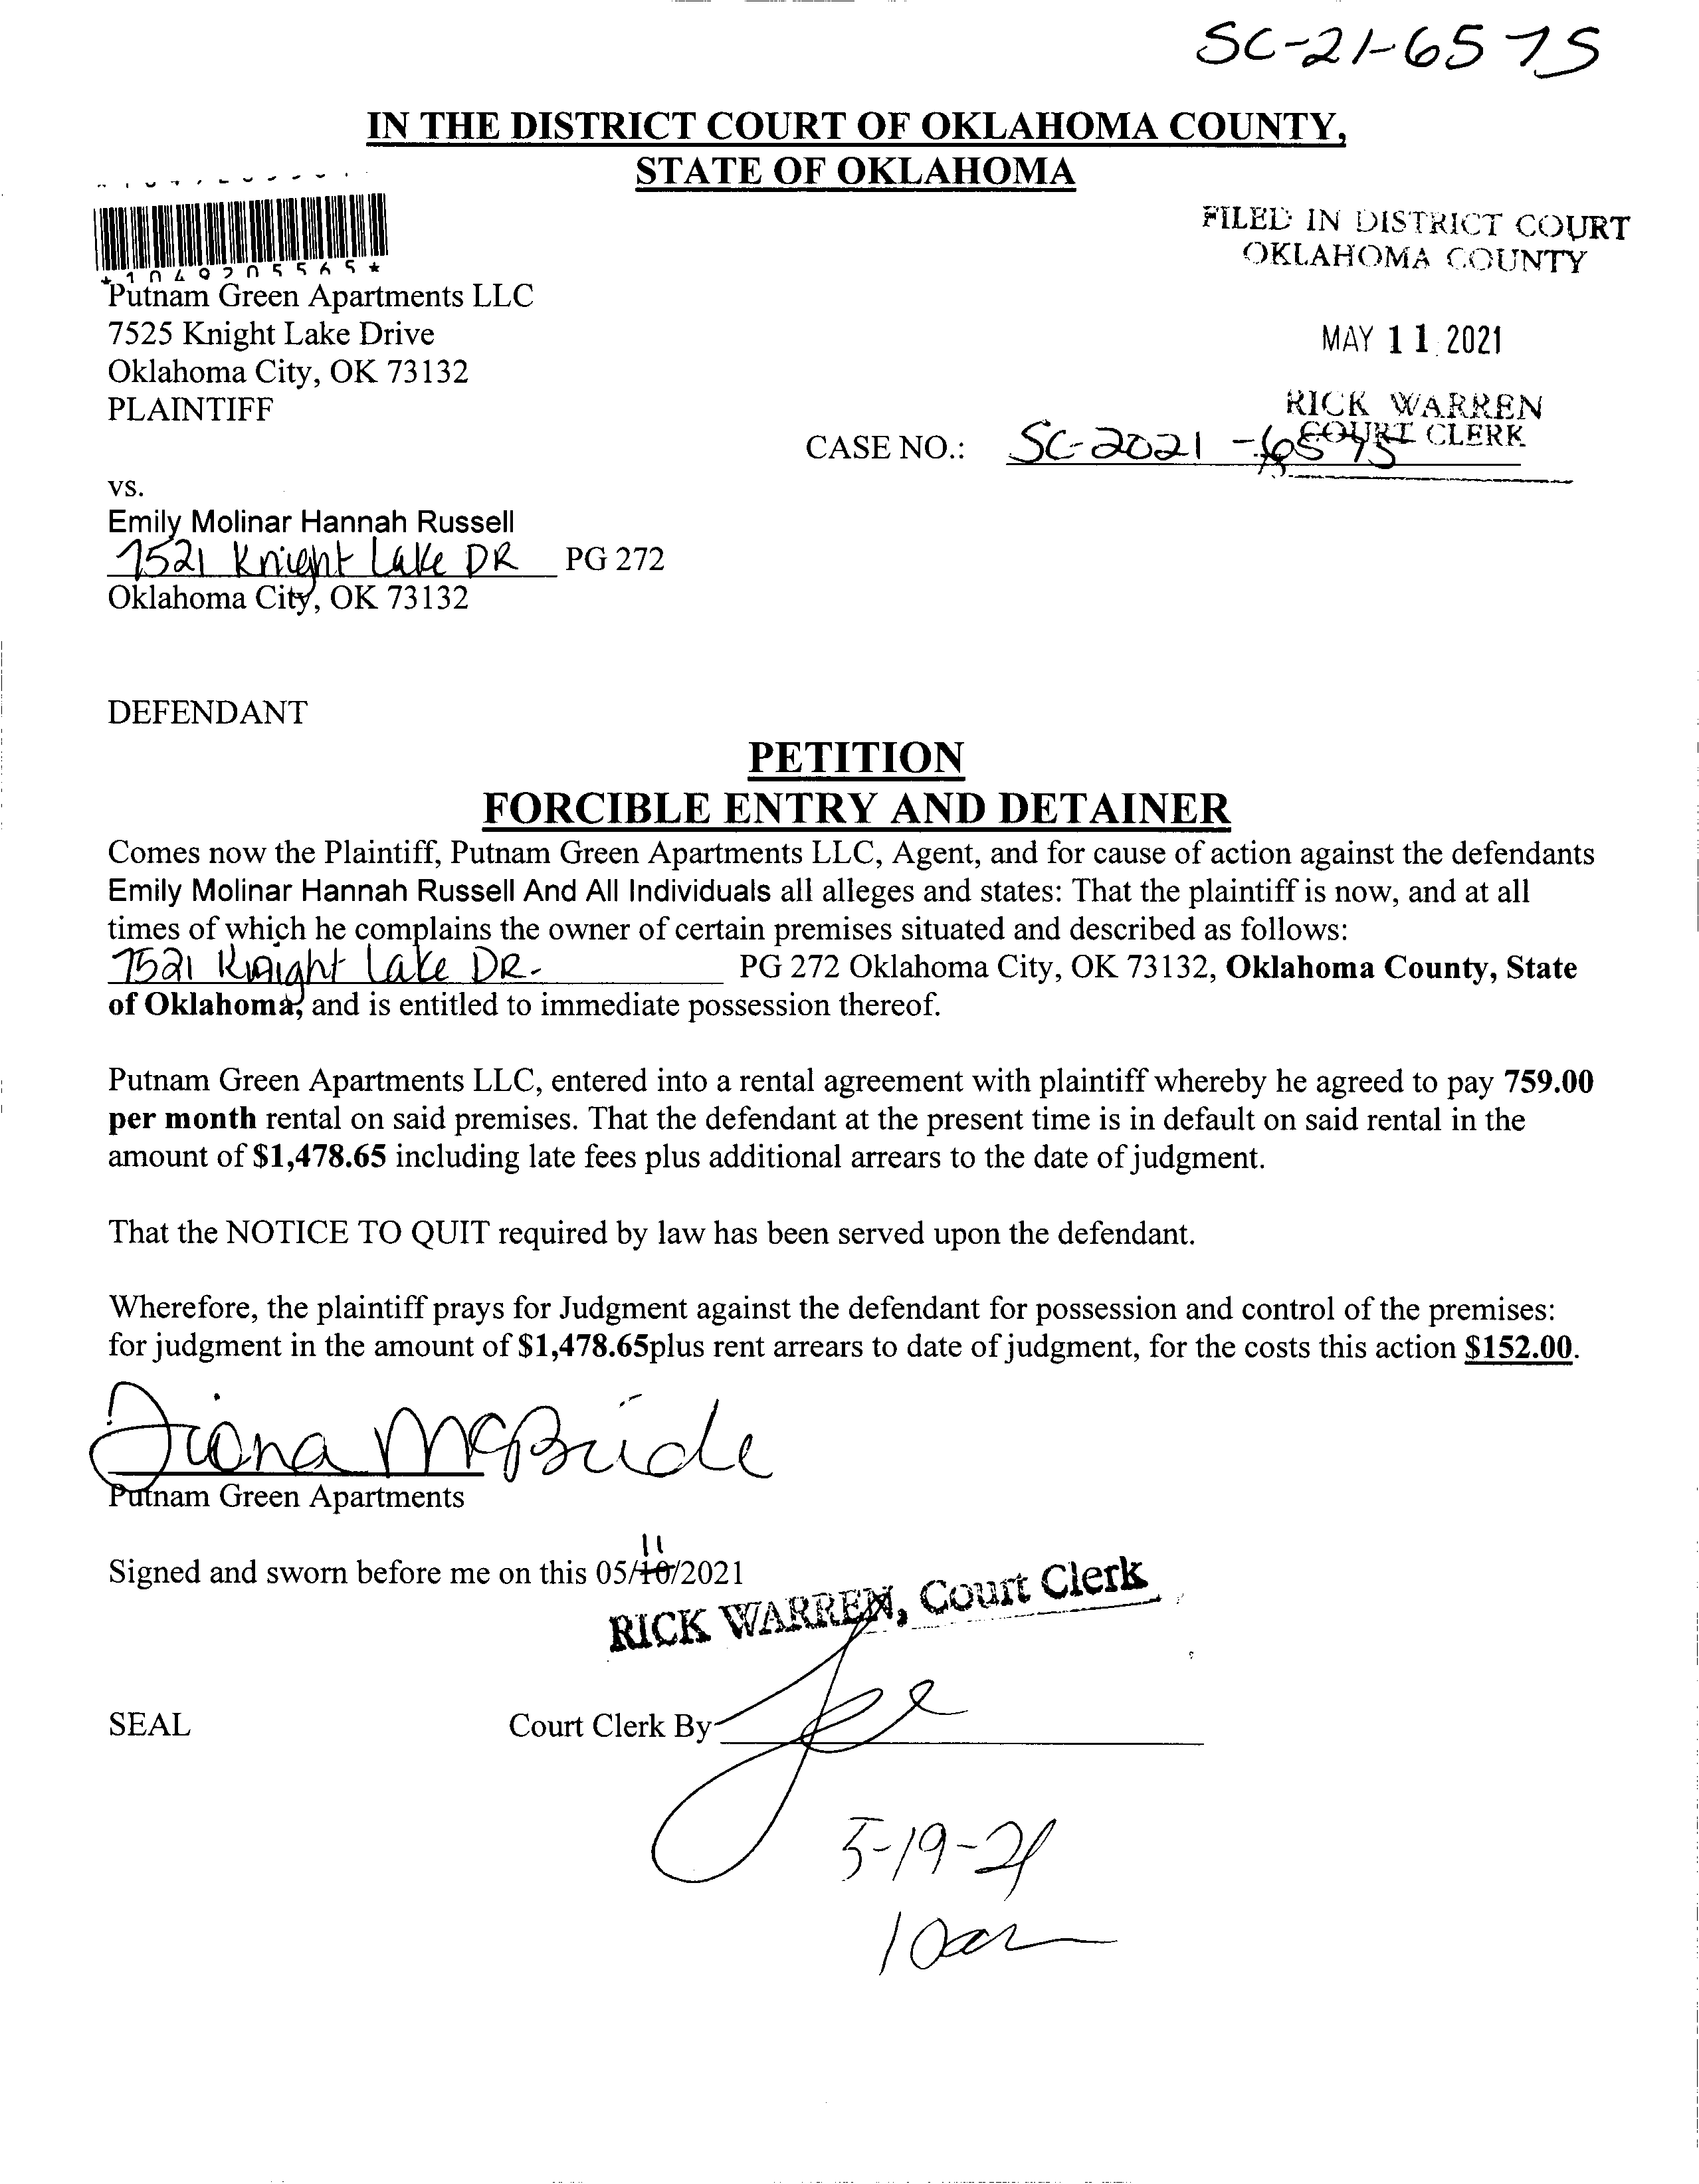 SC-21-6575
IN THE DISTRICT COURT OF OKLAHOMA COUNTY,
STATE OF OKLAHOMA
FILED IN DISTRICT COURT
OKLAHOMA COUNTY
*1049205565*
Putnam Green Apartments LLC
7525 Knight Lake Drive
MAY 11 2021
Oklahoma City, OK 73132
PLAINTIFF
RICK WARREN
COURT CLERK
CASE NO.: SC-2021-6575
vs.
Emily Molinar Hannah Russell
7521 Knight Lake DR PG 272
Oklahoma City, OK 73132
DEFENDANT
PETITION
FORCIBLE ENTRY AND DETAINER
Comes now the Plaintiff, Putnam Green Apartments LLC, Agent, and for cause of action against the defendants
Emily Molinar Hannah Russell And All Individuals all alleges and states: That the plaintiff is now, and at all
times of which he complains the owner of certain premises situated and described as follows:
7521 Knight Lake DR- PG 272 Oklahoma City, OK 73132, Oklahoma County, State
of Oklahoma, and is entitled to immediate possession thereof.
Putnam Green Apartments LLC, entered into a rental agreement with plaintiff whereby he agreed to pay 759.00
per month rental on said premises. That the defendant at the present time is in default on said rental in the
amount of $1,478.65 including late fees plus additional arrears to the date of judgment.
That the NOTICE TO QUIT required by law has been served upon the defendant.
Wherefore, the plaintiff prays for Judgment against the defendant for possession and control of the premises:
for judgment in the amount of $1,478.65plus rent arrears to date of judgment, for the costs this action $152.00.
Diona McBride
Putnam Green Apartments
11
Signed and sworn before me on this 05/10/2021
RICK WARREN, Court Clerk
SEAL Court Clerk By
5-19-21
10am